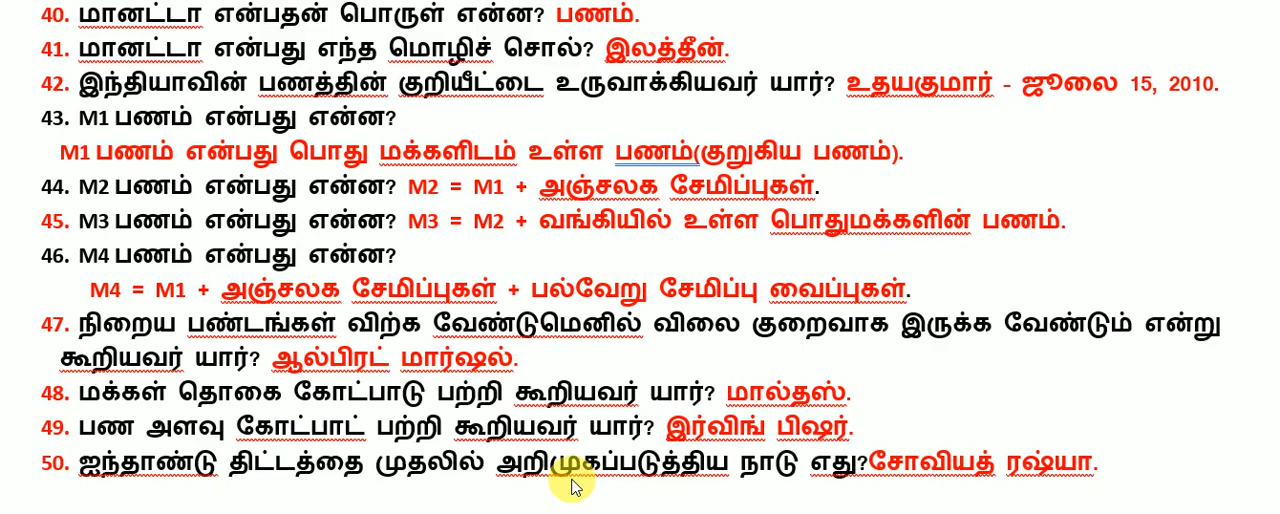 40. மானட்டா என்பதன் பொருள் என்ன? பணம்.
41. மானட்டா என்பது எந்த மொழிச் சொல்? இலத்தீன்.
42. இந்தியாவின் பணத்தின் குறியீட்டை உருவாக்கியவர் யார்? உதயகுமார் - ஜூலை 15, 2010.
43. M1 பணம் என்பது என்ன?
M1 பணம் என்பது பொது மக்களிடம் உள்ள பணம்(குறுகிய பணம்).
44. M2 பணம் என்பது என்ன? M2 = M1 + அஞ்சலக சேமிப்புகள்.
45. M3 பணம் என்பது என்ன? M3 = M2 + வங்கியில் உள்ள பொதுமக்களின் பணம்.
46. M4 பணம் என்பது என்ன?
M4 = M1 + அஞ்சலக சேமிப்புகள் + பல்வேறு சேமிப்பு வைப்புகள்.
47. நிறைய பண்டங்கள் விற்க வேண்டுமெனில் விலை குறைவாக இருக்க வேண்டும் என்று
கூறியவர் யார்? ஆல்பிரட் மார்ஷல்.
48. மக்கள் தொகை கோட்பாடு பற்றி கூறியவர் யார்? மால்தஸ்.
49. பண அளவு கோட்பாட் பற்றி கூறியவர் யார்? இர்விங் பிஷர்.
50. ஐந்தாண்டு திட்டத்தை முதலில் அறிமுகப்படுத்திய நாடு எது?சோவியத் ரஷ்யா.